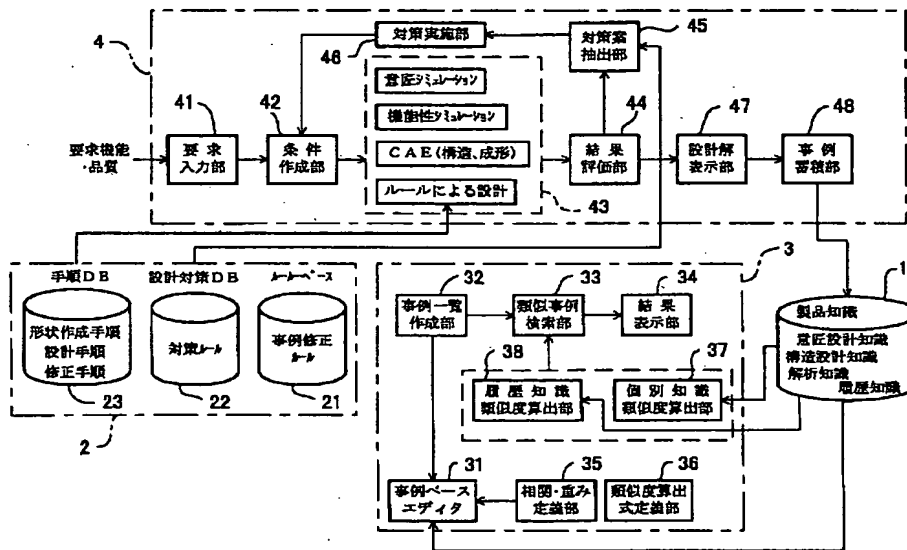 4
46
対策実施部
対策案
抽出部
45
意匠シミュレーション
機能性シミュレーション
CAE(構造、成形)
ルールによる設計
43
要求機能
・品質
41
要求
入力部
42
条件
作成部
44
結果
評価部
47
設計解
表示部
48
事例
蓄積部
手順DB
設計対策DB
ルールベース
形状作成手順
設計手順
修正手順
対策ルール
事例修正
ルール
23
22
21
2
3
32
事例一覧
作成部
33
類似事例
検索部
34
結果
表示部
38
履歴知識
類似度算出部
37
個別知識
類似度算出部
31
事例ベース
エディタ
35
相関・重み
定義部
36
類似度算出
式定義部
1
製品知識
意匠設計知識
構造設計知識
解析知識
履歴知識